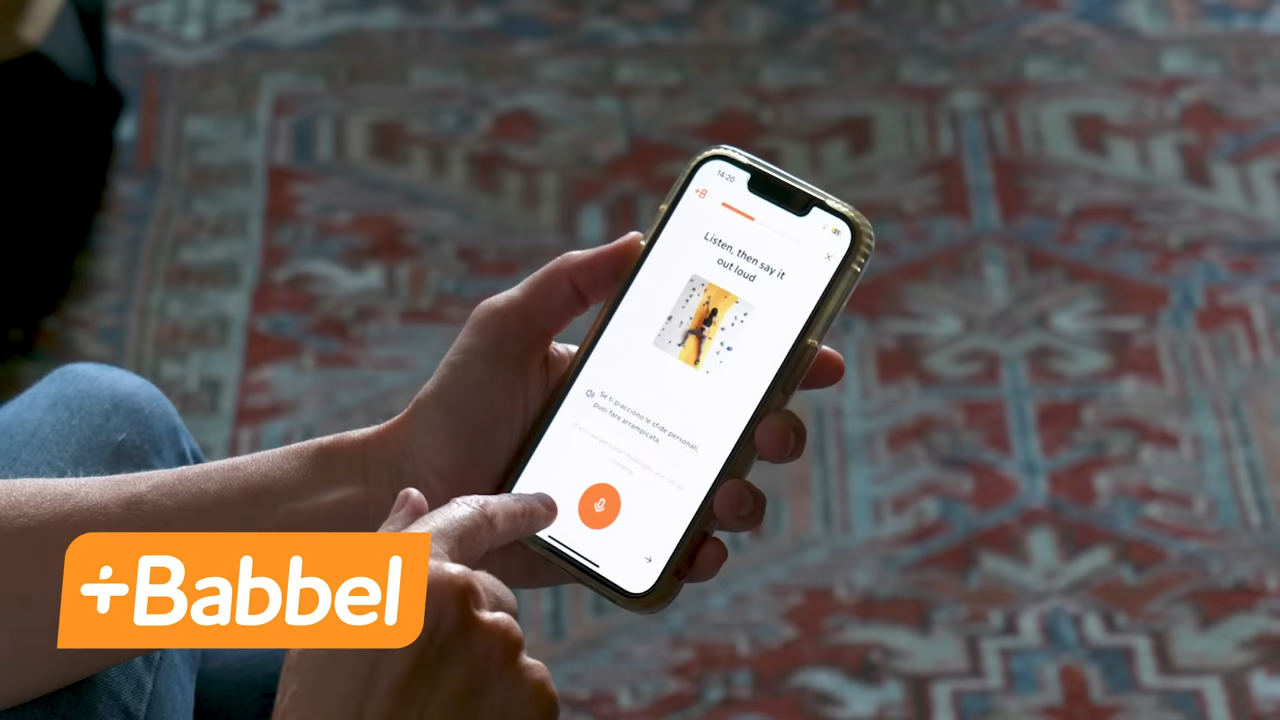 14:20
+B
Listen, then say it
out loud
Se ti piacciono le sfide personali,
puoi fare arrampicata.
+Babbel